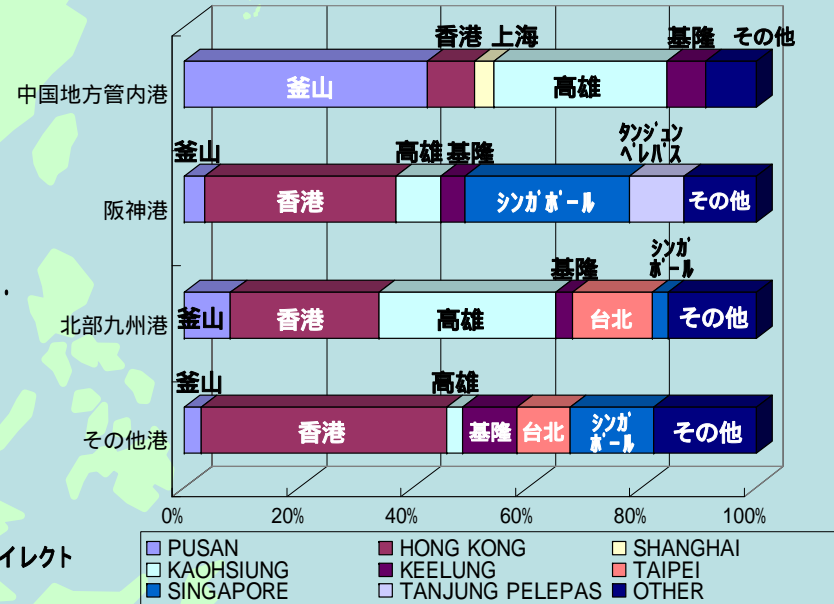 香港 上海 基隆 その他
中国地方管内港 釜山 高雄
釜山 高雄 基隆 タンジュン
ペレパス
阪神港 香港 シンガポール その他
基隆 シンガ
ポール
北部九州港 釜山 香港 高雄 台北 その他
釜山 高雄
その他港 香港 基隆 台北 シンガ
ポール その他
0% 20% 40% 60% 80% 100%
イレクト
PUSAN HONG KONG SHANGHAI
KAOHSIUNG KEELUNG TAIPEI
SINGAPORE TANJUNG PELEPAS OTHER